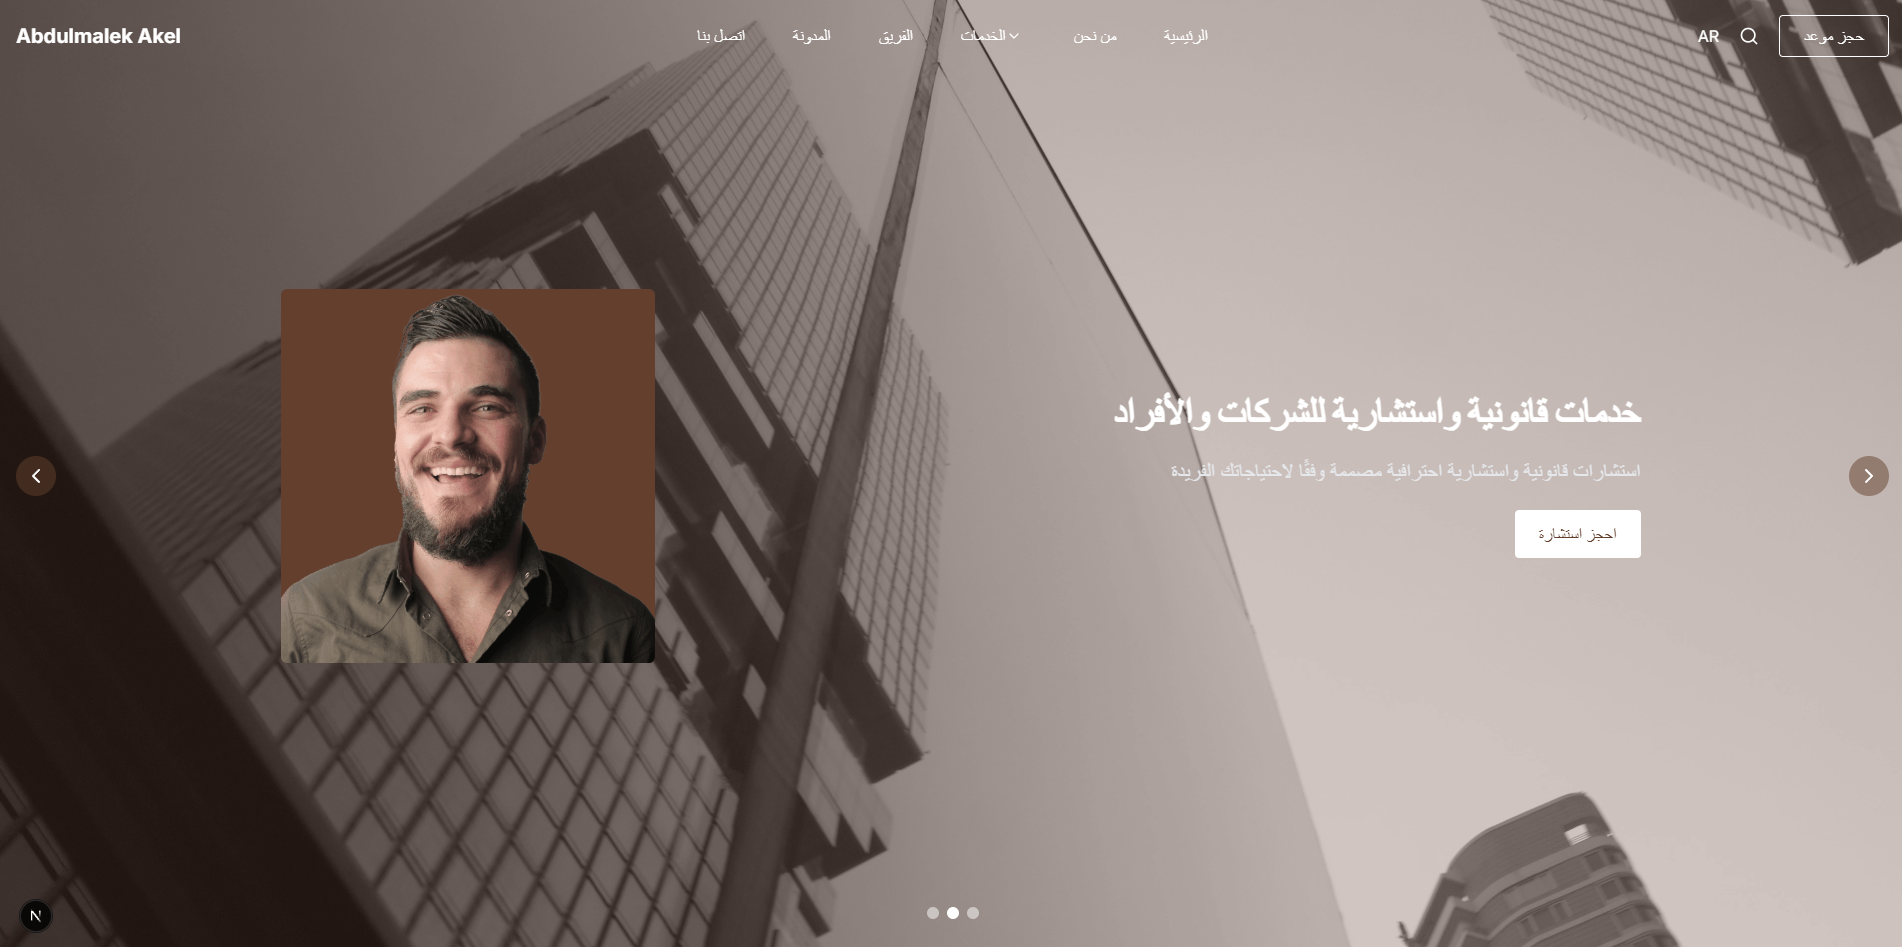 Abdulmalek Akel
الرئيسية
من نحن
الخدمات
الفريق
المدونة
اتصل بنا
AR
حجز موعد
خدمات قانونية واستشارية للشركات والأفراد
استشارات قانونية واستشارية احترافية مصممة وفقًا لاحتياجاتك الفريدة
احجز استشارة
N